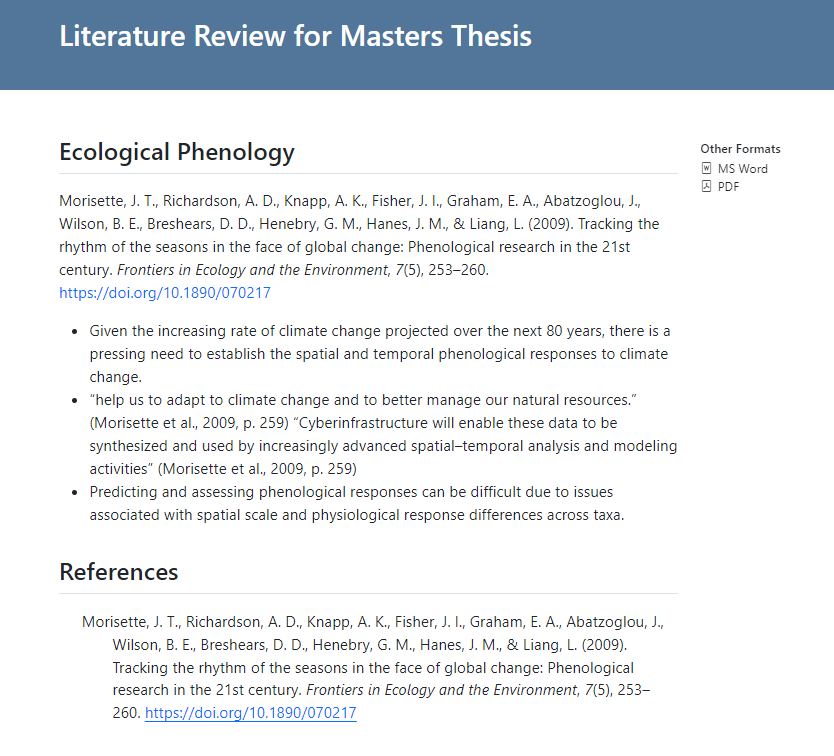 Literature Review for Masters Thesis
Ecological Phenology
Other Formats
MS Word
PDF
Morisette, J. T., Richardson, A. D., Knapp, A. K., Fisher, J. I., Graham, E. A., Abatzoglou, J.,
Wilson, B. E., Breshears, D. D., Henebry, G. M., Hanes, J. M., & Liang, L. (2009). Tracking the
rhythm of the seasons in the face of global change: Phenological research in the 21st
century. Frontiers in Ecology and the Environment, 7(5), 253–260.
https://doi.org/10.1890/070217
• Given the increasing rate of climate change projected over the next 80 years, there is a
pressing need to establish the spatial and temporal phenological responses to climate
change.
• “help us to adapt to climate change and to better manage our natural resources.”
(Morisette et al., 2009, p. 259) “Cyberinfrastructure will enable these data to be
synthesized and used by increasingly advanced spatial–temporal analysis and modeling
activities” (Morisette et al., 2009, p. 259)
• Predicting and assessing phenological responses can be difficult due to issues
associated with spatial scale and physiological response differences across taxa.
References
Morisette, J. T., Richardson, A. D., Knapp, A. K., Fisher, J. I., Graham, E. A., Abatzoglou, J.,
Wilson, B. E., Breshears, D. D., Henebry, G. M., Hanes, J. M., & Liang, L. (2009).
Tracking the rhythm of the seasons in the face of global change: Phenological
research in the 21st century. Frontiers in Ecology and the Environment, 7(5), 253–
260. https://doi.org/10.1890/070217